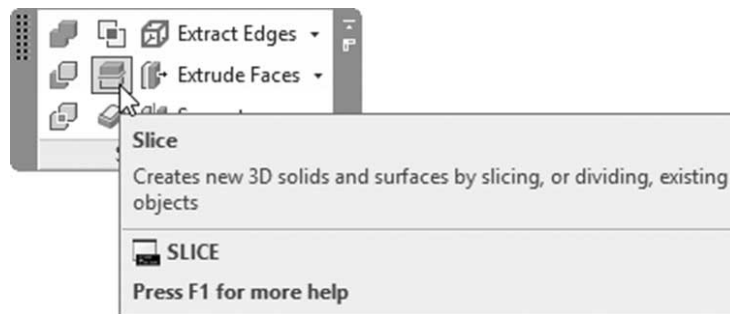 Extract Edges
Extrude Faces
Slice
Creates new 3D solids and surfaces by slicing, or dividing, existing
objects
SLICE
Press F1 for more help